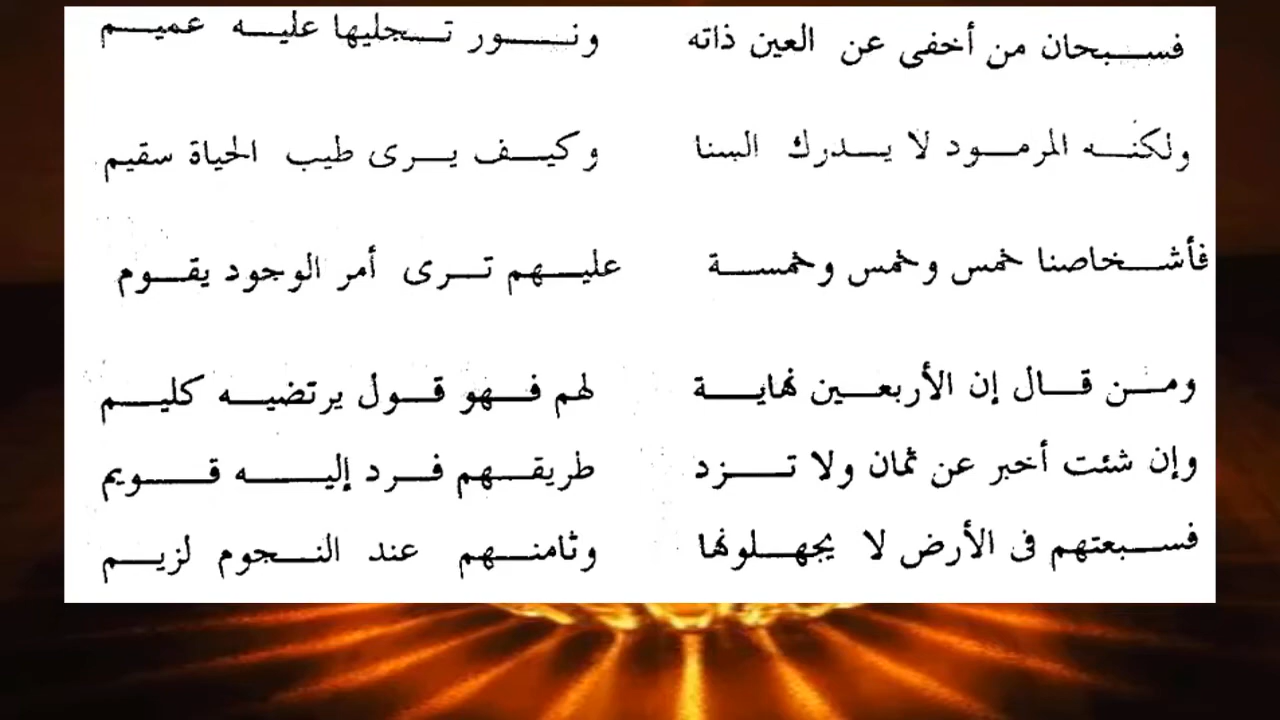 فسبحان من أخفى عن العين ذاته ونور تجليها عليه عميم
ولكنه المرمود لا يدرك السنا وكيف يرى طيب الحياة سقيم
فأشخاصنا خمس وخمس وخمسة عليهم ترى أمر الوجود يقوم
ومن قال إن الأربعين نهاية لهم فهو قول يرتضيه كليم
وإن شئت أخبر عن ثمان ولا تزد طريقهم فرد إليه قويم
فسبعتهم فى الأرض لا يجهلونها وثامنهم عند النجوم لزيم